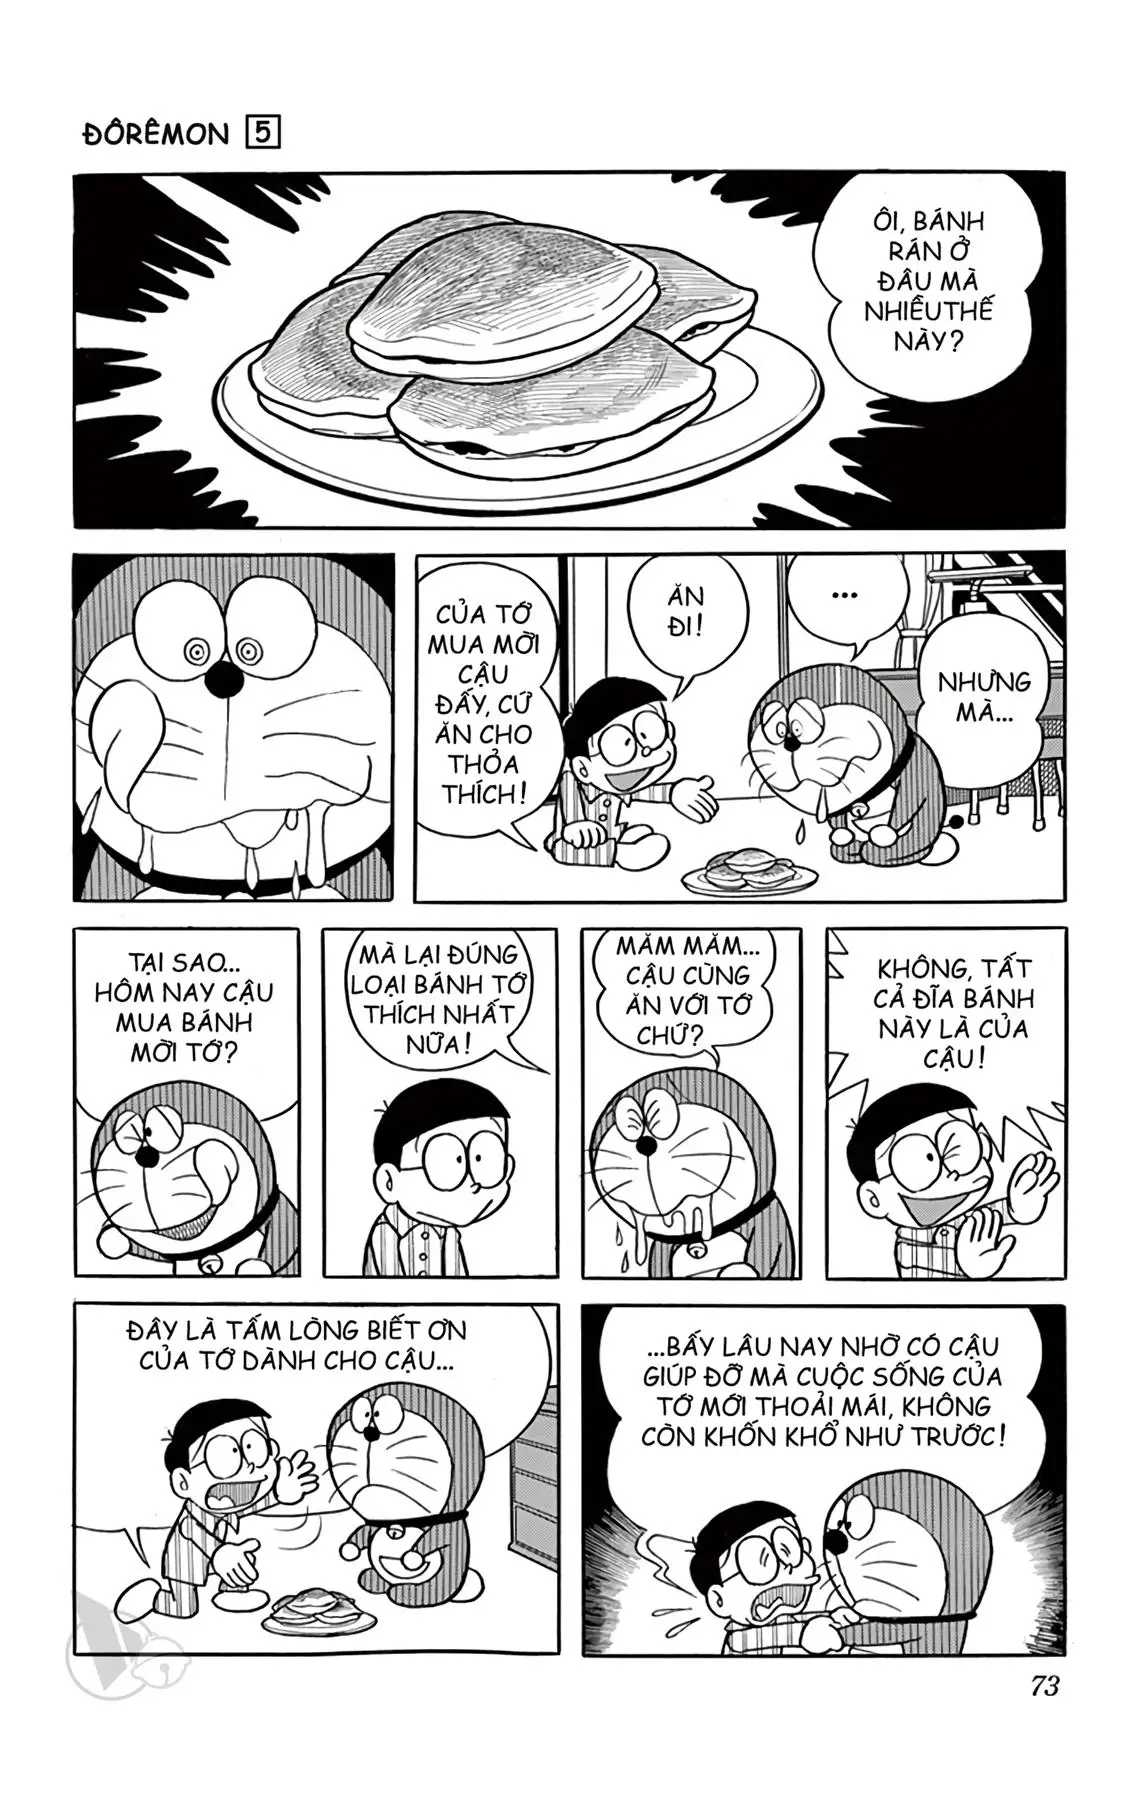 ĐÔRÊMON 5
ÔI, BÁNH
RÁN Ở
ĐÂU MÀ
NHIỀUTHẾ
NÀY?
CỦA TỚ
MUA MỜI
CẬU
ĐẤY, CỨ
ĂN CHO
THỎA
THÍCH!
ĂN
ĐI!
...
NHƯNG
MÀ...
TẠI SAO...
HÔM NAY CẬU
MUA BÁNH
MỜI TỚ?
MÀ LẠI ĐÚNG
LOẠI BÁNH TỚ
THÍCH NHẤT
NỮA!
MĂM MĂM...
CẬU CÙNG
ĂN VỚI TỚ
CHỨ?
KHÔNG, TẤT
CẢ ĐĨA BÁNH
NÀY LÀ CỦA
CẬU!
ĐÂY LÀ TẤM LÒNG BIẾT ƠN
CỦA TỚ DÀNH CHO CẬU...
...BẤY LÂU NAY NHỜ CÓ CẬU
GIÚP ĐỠ MÀ CUỘC SỐNG CỦA
TỚ MỚI THOẢI MÁI, KHÔNG
CÒN KHỐN KHỔ NHƯ TRƯỚC!
73